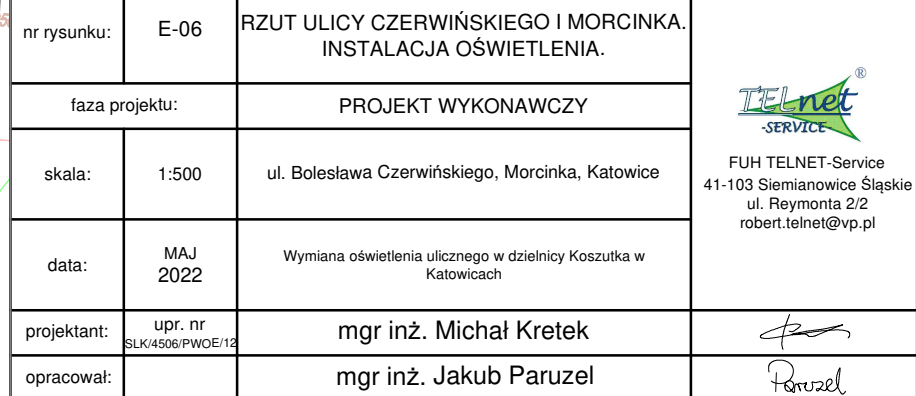 nr rysunku:
E-06
RZUT ULICY CZERWIŃSKIEGO I MORCINKA.
INSTALACJA OŚWIETLENIA.
faza projektu:
PROJEKT WYKONAWCZY
skala:
1:500
ul. Bolesława Czerwińskiego, Morcinka, Katowice
data:
MAJ
2022
Wymiana oświetlenia ulicznego w dzielnicy Koszutka w
Katowicach
TELnet ®
-SERVICE-
FUH TELNET-Service
41-103 Siemianowice Śląskie
ul. Reymonta 2/2
robert.telnet@vp.pl
projektant:
upr. nr
SLK/4506/PWOE/12
mgr inż. Michał Kretek
opracował:
mgr inż. Jakub Paruzel
Paruzel